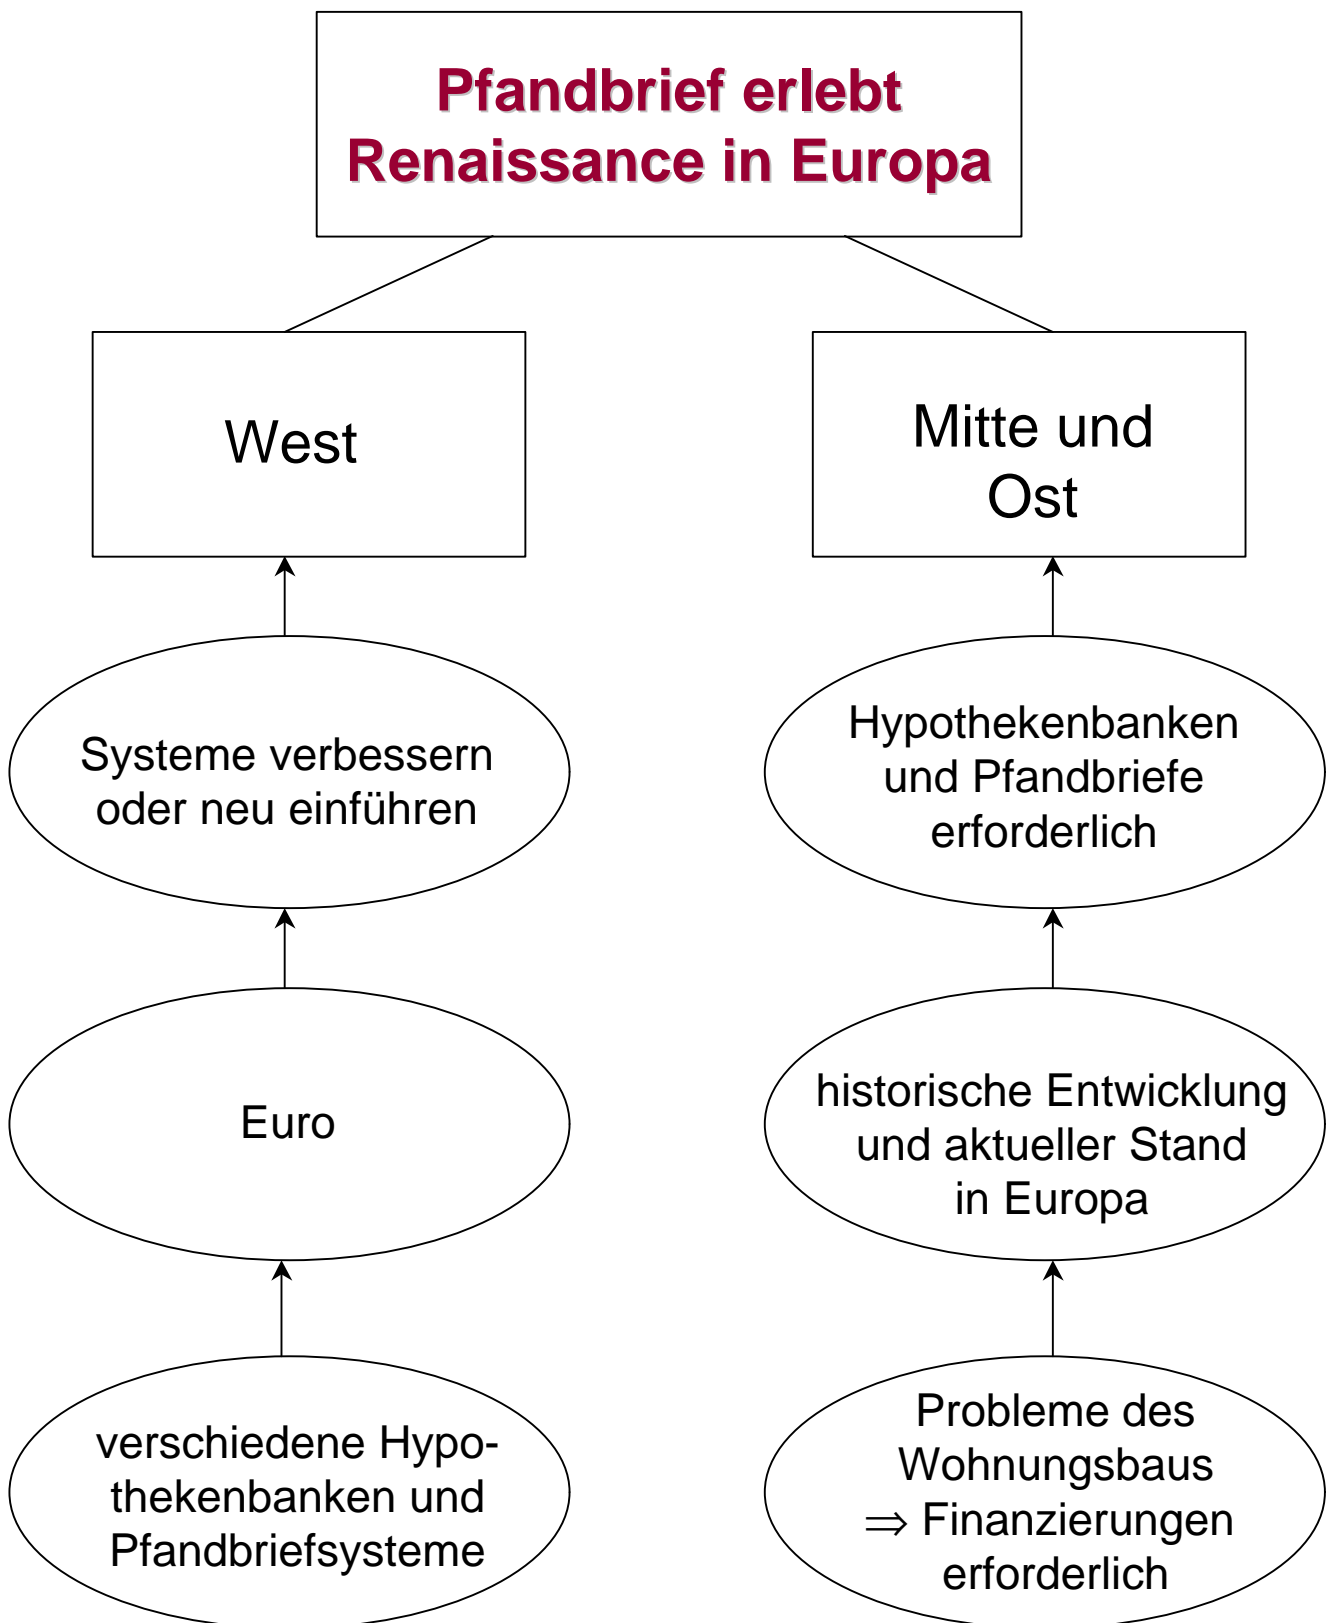 Pfandbrief erlebt
Renaissance in Europa
West
Mitte und
Ost
Systeme verbessern
oder neu einführen
Hypothekenbanken
und Pfandbriefe
erforderlich
Euro
historische Entwicklung
und aktueller Stand
in Europa
verschiedene Hypo-
thekenbanken und
Pfandbriefsysteme
Probleme des
Wohnungsbaus
⇒ Finanzierungen
erforderlich